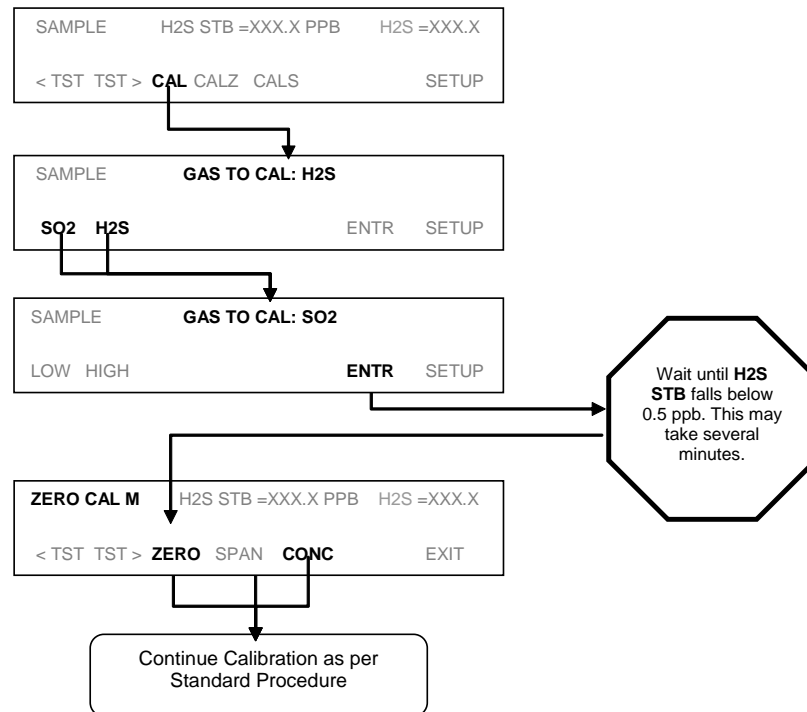 SAMPLE H2S STB =XXX.X PPB H2S =XXX.X
< TST TST > CAL CALZ CALS SETUP
SAMPLE GAS TO CAL: H2S
SO2 H2S ENTR SETUP
SAMPLE GAS TO CAL: SO2
LOW HIGH ENTR SETUP
Wait until H2S
STB falls below
0.5 ppb. This may
take several
minutes.
ZERO CAL M H2S STB =XXX.X PPB H2S =XXX.X
< TST TST > ZERO SPAN CONC EXIT
Continue Calibration as per
Standard Procedure